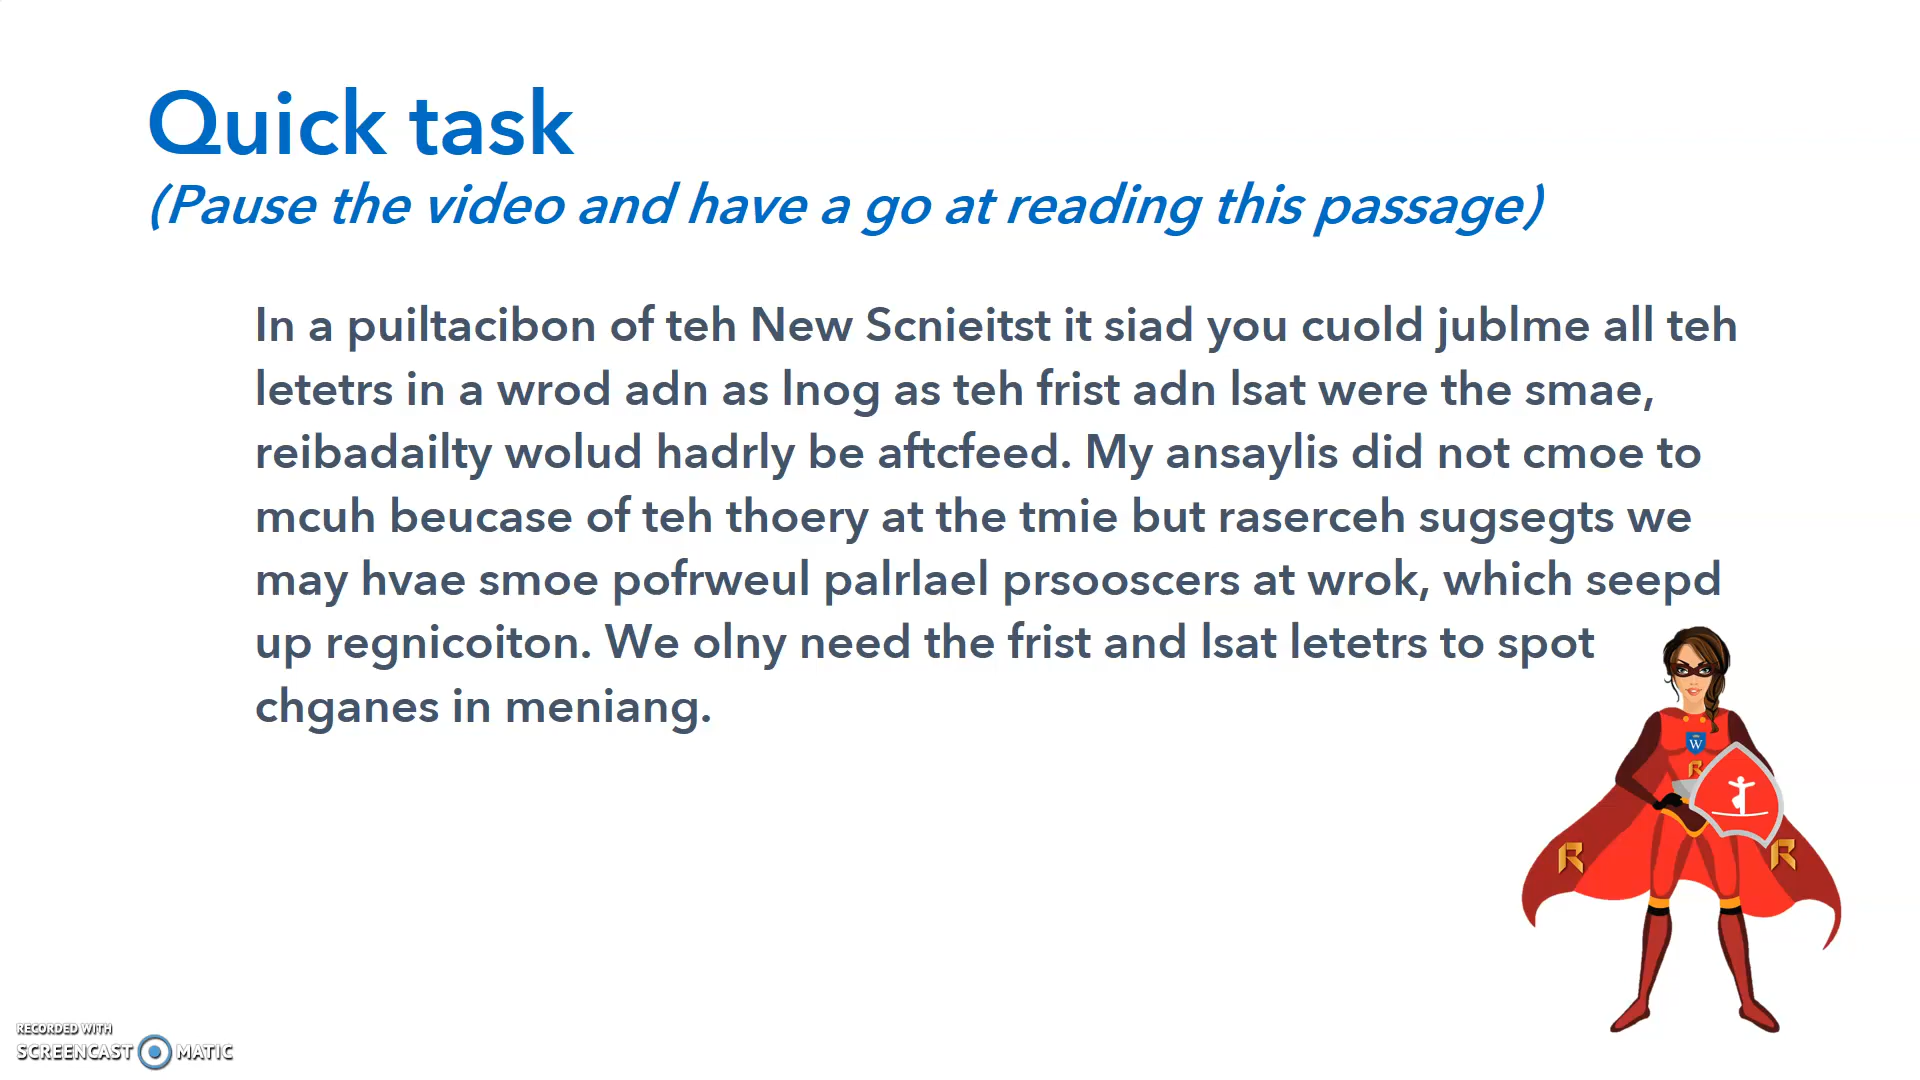 Quick task
(Pause the video and have a go at reading this passage)
In a puiltacibon of teh New Scnieitst it siad you cuold jublme all teh
letetrs in a wrod adn as lnog as teh frist adn lsat were the smae,
reibadailty wolud hadrly be aftcfeed. My ansaylis did not cmoe to
mcuh beucase of teh thoery at the tmie but raserceh sugsegts we
may hvae smoe pofrweul palrlael prsooscers at wrok, which seepd
up regnicoiton. We olny need the frist and lsat letetrs to spot
chganes in meniang.
W
R
R
R
RECORDED WITH
SCREENCAST MATIC